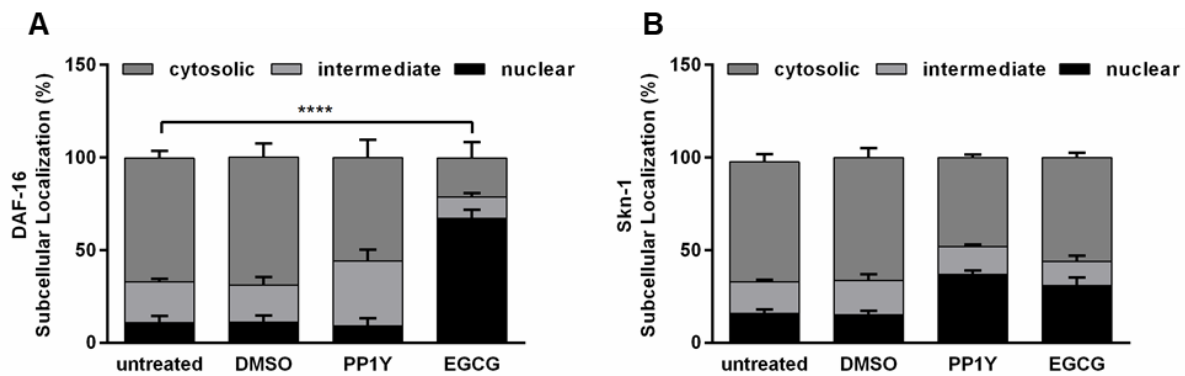 A
DAF-16
Subcellular Localization (%)
150
100
50
0
cytosolic intermediate nuclear
****
untreated DMSO PP1Y EGCG
B
Skn-1
Subcellular Localization (%)
150
100
50
0
cytosolic intermediate nuclear
untreated DMSO PP1Y EGCG